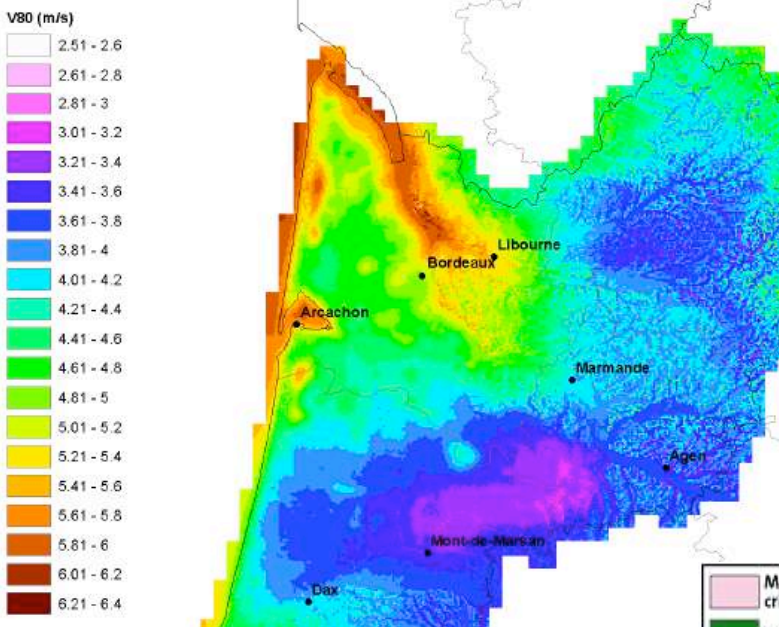 V80 (m/s)
2.51 - 2.6
2.61 - 2.8
2.81 - 3
3.01 - 3.2
3.21 - 3.4
3.41 - 3.6
3.61 - 3.8
3.81 - 4
4.01 - 4.2
4.21 - 4.4
4.41 - 4.6
4.61 - 4.8
4.81 - 5
5.01 - 5.2
5.21 - 5.4
5.41 - 5.6
5.61 - 5.8
5.81 - 6
6.01 - 6.2
6.21 - 6.4
Libourne
Bordeaux
Arcachon
Marmande
Agen
Mont-de-Marsan
Dax